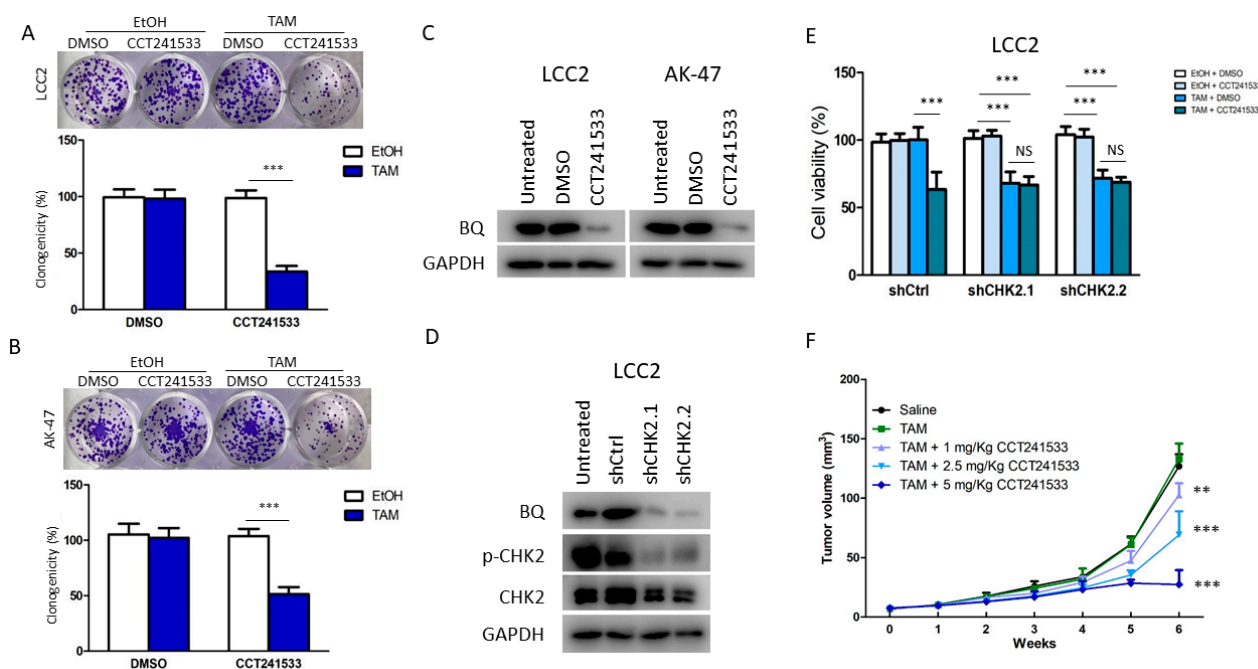 A
EtOH
TAM
DMSO
CCT241533
DMSO
CCT241533
LCC2
Clonogenicity (%)
150
100
50
0
EtOH
TAM
***
DMSO
CCT241533
B
EtOH
TAM
DMSO
CCT241533
DMSO
CCT241533
AK-47
Clonogenicity (%)
150
100
50
0
EtOH
TAM
***
DMSO
CCT241533
C
LCC2
AK-47
Untreated
DMSO
CCT241533
Untreated
DMSO
CCT241533
BQ
GAPDH
D
LCC2
Untreated
shCtrl
shCHK2.1
shCHK2.2
BQ
p-CHK2
CHK2
GAPDH
E
LCC2
Cell viability (%)
150
100
50
0
EtOH + DMSO
EtOH + CCT241533
TAM + DMSO
TAM + CCT241533
***
***
***
NS
***
***
NS
shCtrl
shCHK2.1
shCHK2.2
F
Tumor volume (mm³)
200
150
100
50
0
Saline
TAM
TAM + 1 mg/Kg CCT241533
TAM + 2.5 mg/Kg CCT241533
TAM + 5 mg/Kg CCT241533
**
***
***
0 1 2 3 4 5 6
Weeks